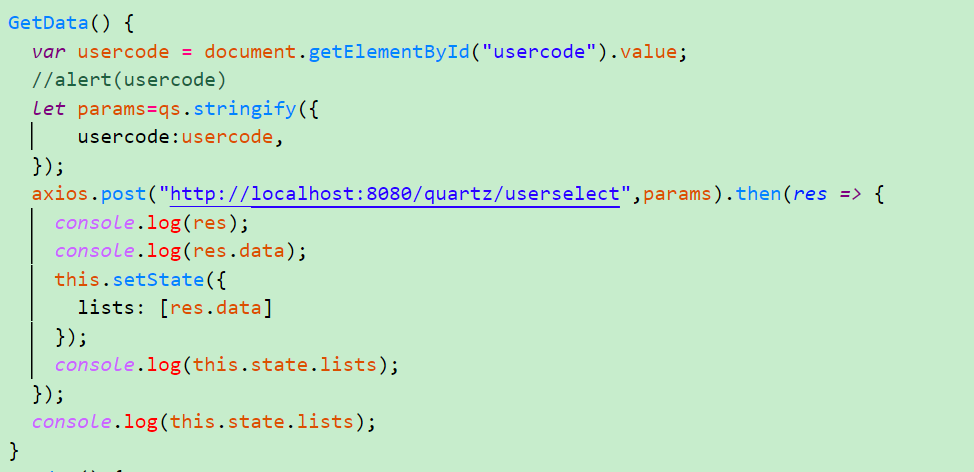 GetData() {
var usercode = document.getElementById("usercode").value;
//alert(usercode)
let params=qs.stringify({
usercode:usercode,
});
axios.post("http://localhost:8080/quartz/userselect",params).then(res => {
console.log(res);
console.log(res.data);
this.setState({
lists: [res.data]
});
console.log(this.state.lists);
});
console.log(this.state.lists);
}